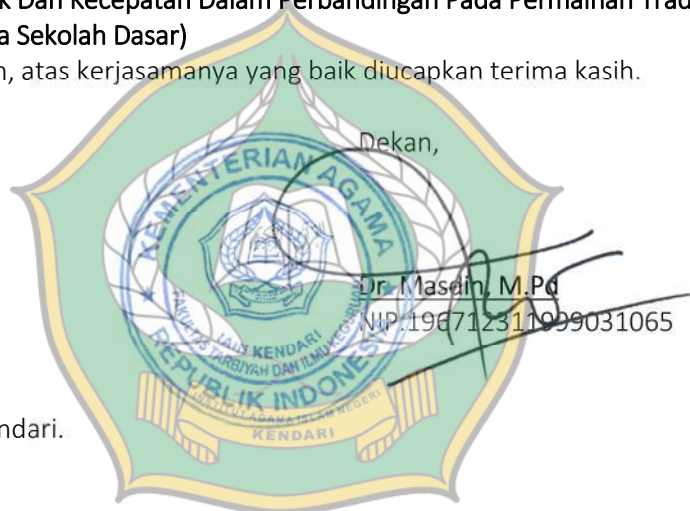 k Dan Kecepatan Dalam Perbandingan Pada Permainan Trad
a Sekolah Dasar)
n, atas kerjasamanya yang baik diucapkan terima kasih.
Dekan,
KEMENTERIAN AGAMA
IAIN KENDARI
FAKULTAS TARBIYAH DAN ILMU KEGURUAN
REPUBLIK INDONESIA
Dr. Masdin, M.Pd
NIP.196712311999031065
INSTITUT AGAMA ISLAM NEGERI
KENDARI
ndari.